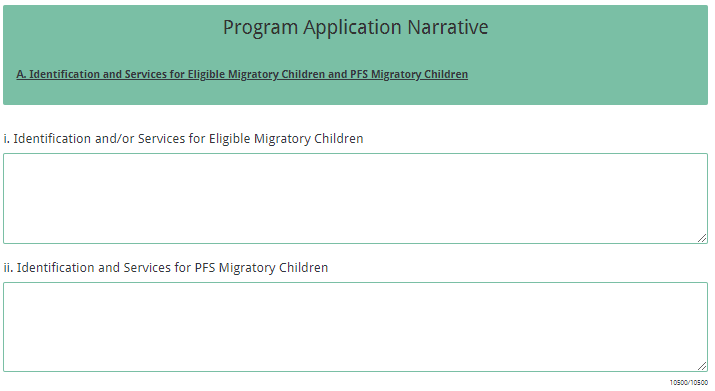 Program Application Narrative
A. Identification and Services for Eligible Migratory Children and PFS Migratory Children
i. Identification and/or Services for Eligible Migratory Children
ii. Identification and Services for PFS Migratory Children
10500/10500